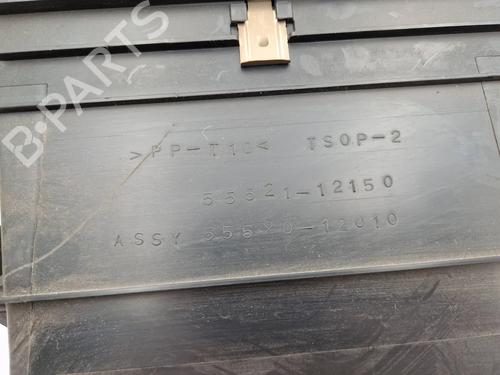 B-PARTS
>PP-T10< TSOP-2
55521-12150
ASSY 55520-12010